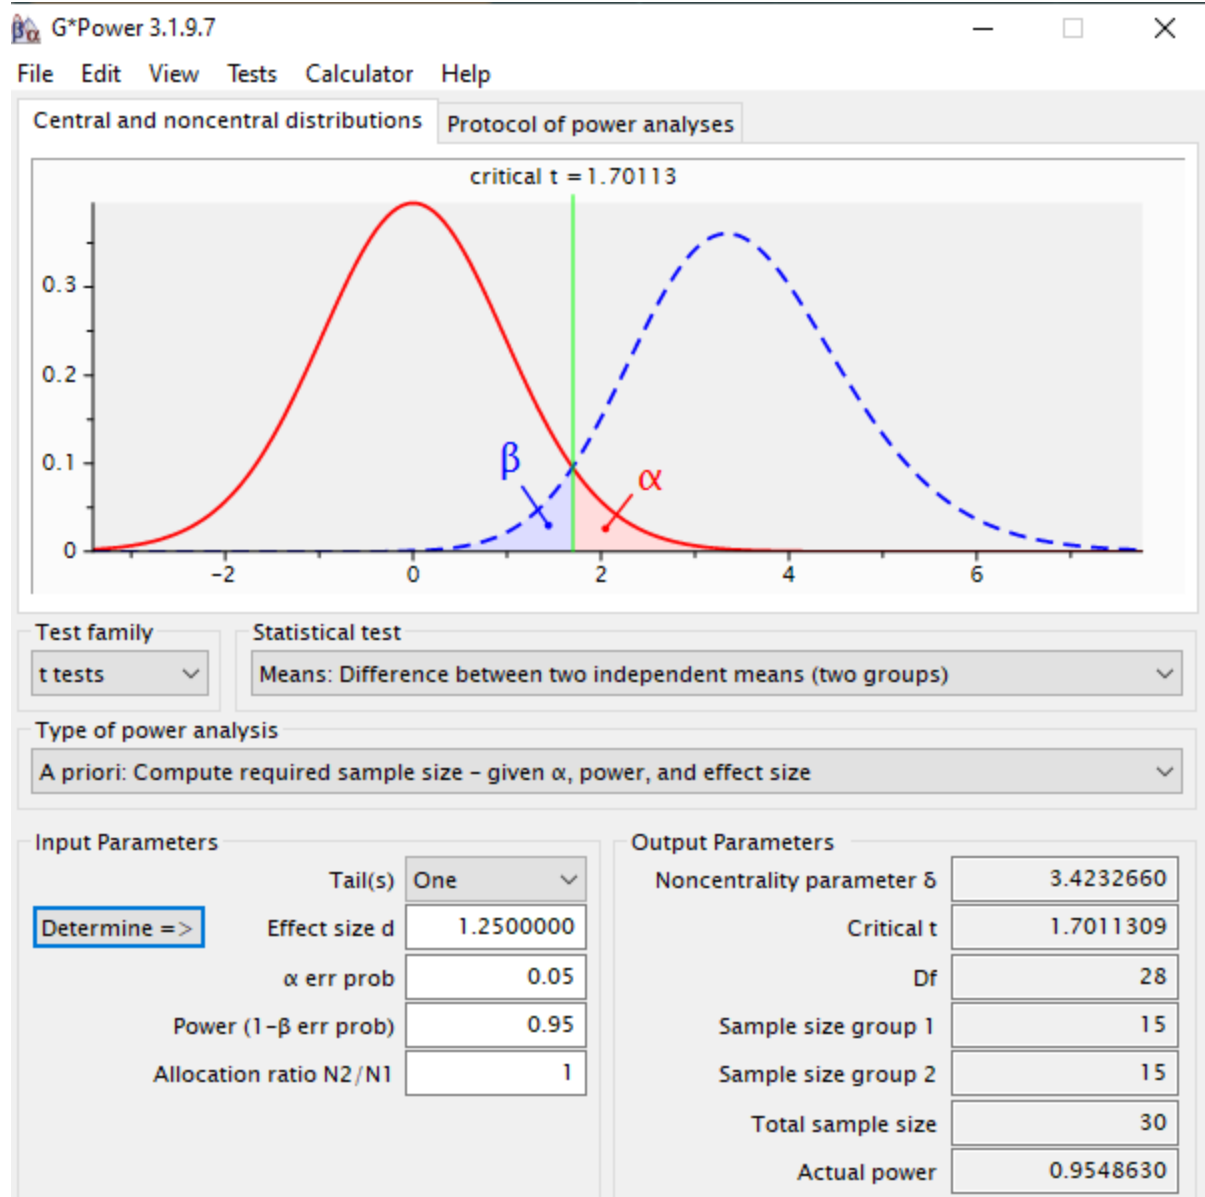 G*Power 3.1.9.7
File Edit View Tests Calculator Help
Central and noncentral distributions Protocol of power analyses
critical t = 1.70113
0.3
0.2
β
α
0.1
0
-2 0 2 4 6
Test family Statistical test
t tests Means: Difference between two independent means (two groups)
Type of power analysis
A priori: Compute required sample size - given α, power, and effect size
Input Parameters Output Parameters
Tail(s) One Noncentrality parameter δ 3.4232660
Determine => Effect size d 1.2500000 Critical t 1.7011309
α err prob 0.05 Df 28
Power (1-β err prob) 0.95 Sample size group 1 15
Allocation ratio N2/N1 1 Sample size group 2 15
Total sample size 30
Actual power 0.9548630